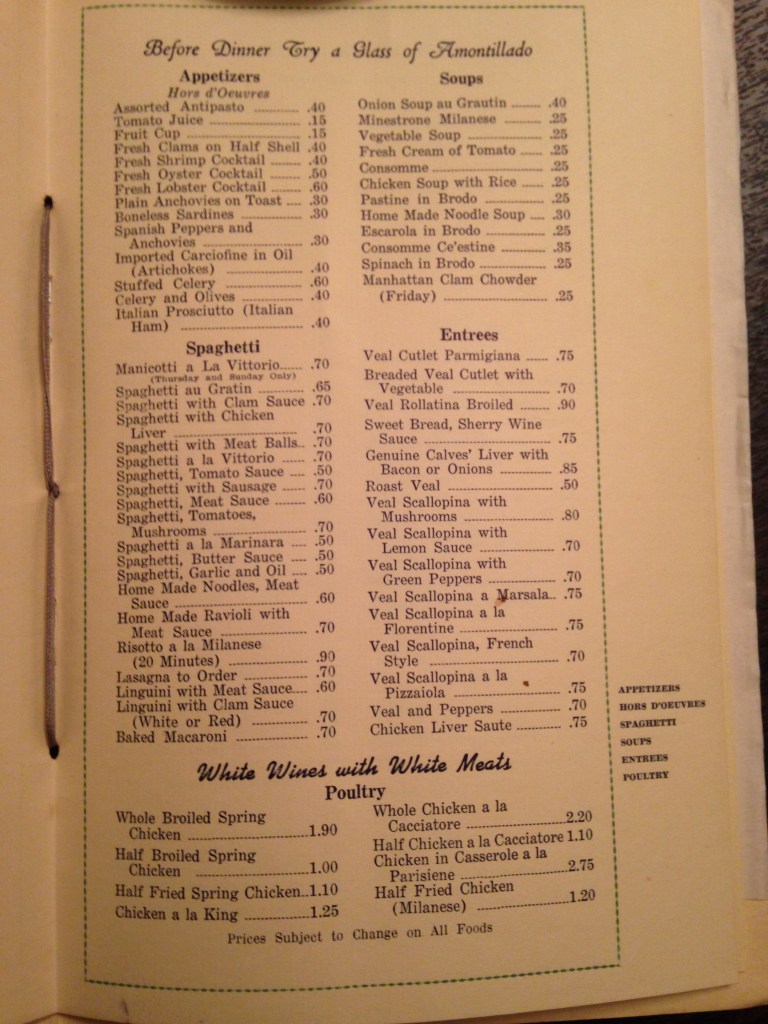 Before Dinner Try a Glass of Amontillado
Appetizers
Hors d'Oeuvres
Assorted Antipasto .......... .40
Tomato Juice .......... .15
Fruit Cup .......... .15
Fresh Clams on Half Shell .40
Fresh Shrimp Cocktail ...... .40
Fresh Oyster Cocktail ...... .50
Fresh Lobster Cocktail ..... .60
Plain Anchovies on Toast .... .30
Boneless Sardines .......... .30
Spanish Peppers and
Anchovies .......... .30
Imported Carciofine in Oil
(Artichokes) .......... .40
Stuffed Celery .......... .60
Celery and Olives .......... .40
Italian Prosciutto (Italian
Ham) .......... .40
Spaghetti
Manicotti a La Vittorio...... .70
(Thursday and Sunday Only)
Spaghetti au Gratin .......... .65
Spaghetti with Clam Sauce .70
Spaghetti with Chicken
Liver .......... .70
Spaghetti with Meat Balls.. .70
Spaghetti a la Vittorio ...... .70
Spaghetti, Tomato Sauce .... .50
Spaghetti with Sausage ..... .70
Spaghetti, Meat Sauce ...... .60
Spaghetti, Tomatoes,
Mushrooms .......... .70
Spaghetti a la Marinara .... .50
Spaghetti, Butter Sauce .... .50
Spaghetti, Garlic and Oil .... .50
Home Made Noodles, Meat
Sauce .......... .60
Home Made Ravioli with
Meat Sauce .......... .70
Risotto a la Milanese
(20 Minutes) .......... .90
Lasagna to Order .......... .70
Linguini with Meat Sauce.... .60
Linguini with Clam Sauce
(White or Red) .......... .70
Baked Macaroni .......... .70
Soups
Onion Soup au Grautin ...... .40
Minestrone Milanese .......... .25
Vegetable Soup .......... .25
Fresh Cream of Tomato ..... .25
Consomme .......... .25
Chicken Soup with Rice ..... .25
Pastine in Brodo .......... .25
Home Made Noodle Soup .... .30
Escarola in Brodo .......... .25
Consomme Ce'estine .......... .35
Spinach in Brodo .......... .25
Manhattan Clam Chowder
(Friday) .......... .25
Entrees
Veal Cutlet Parmigiana ..... .75
Breaded Veal Cutlet with
Vegetable .......... .70
Veal Rollatina Broiled ....... .90
Sweet Bread, Sherry Wine
Sauce .......... .75
Genuine Calves' Liver with
Bacon or Onions .......... .85
Roast Veal .......... .50
Veal Scallopina with
Mushrooms .......... .80
Veal Scallopina with
Lemon Sauce .......... .70
Veal Scallopina with
Green Peppers .......... .70
Veal Scallopina a Marsala.. .75
Veal Scallopina a la
Florentine .......... .75
Veal Scallopina, French
Style .......... .70
Veal Scallopina a la
Pizzaiola .......... .75
Veal and Peppers .......... .70
Chicken Liver Saute .......... .75
White Wines with White Meats
Poultry
Whole Broiled Spring
Chicken ..........1.90
Half Broiled Spring
Chicken ..........1.00
Half Fried Spring Chicken..1.10
Chicken a la King ..........1.25
Whole Chicken a la
Cacciatore ..........2.20
Half Chicken a la Cacciatore 1.10
Chicken in Casserole a la
Parisiene ..........2.75
Half Fried Chicken
(Milanese) ..........1.20
Prices Subject to Change on All Foods
APPETIZERS
HORS D'OEUVRES
SPAGHETTI
SOUPS
ENTREES
POULTRY